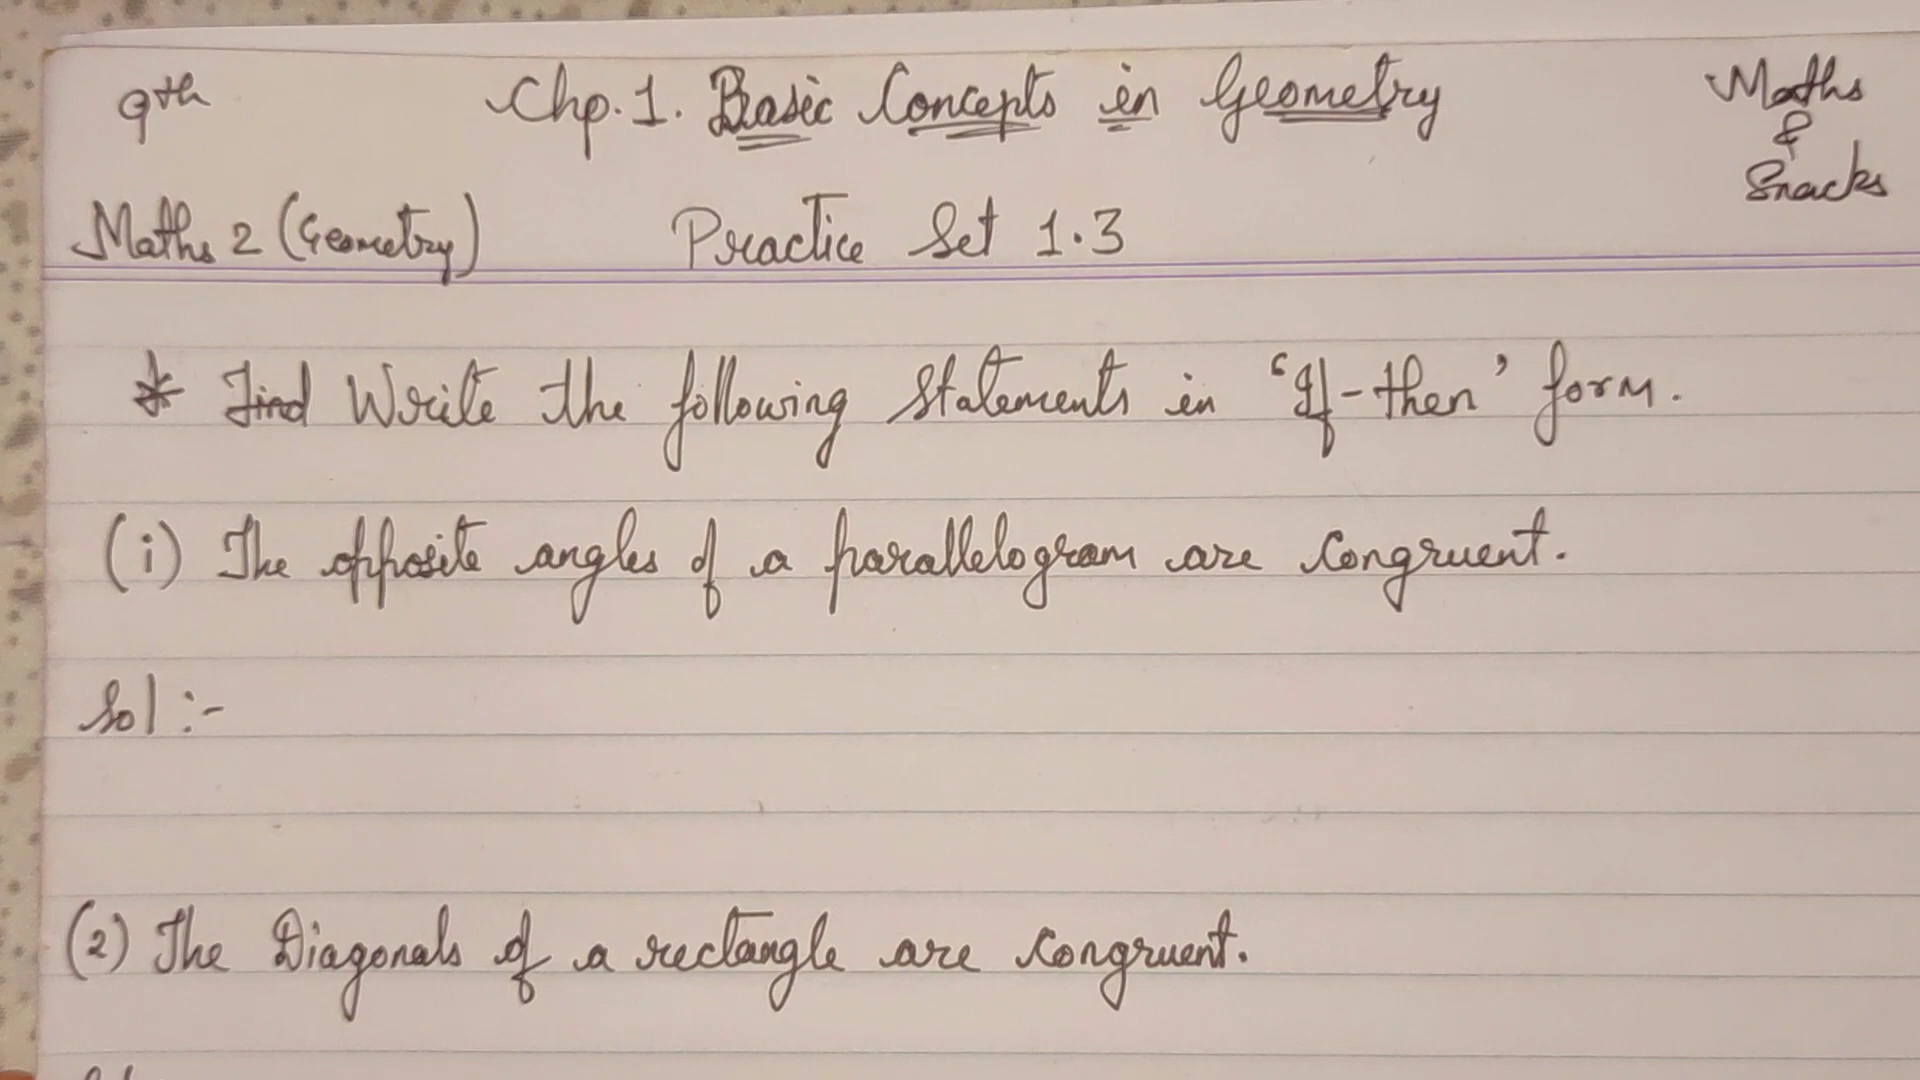 9th Chp. 1. Basic Concepts in Geometry Maths
&
Snacks
Maths 2 (Geometry) Practice Set 1.3
* Find Write the following Statements in 'If-then' form.
(i) The opposite angles of a parallelogram are Congruent.
Sol :-
(2) The Diagonals of a rectangle are Congruent.